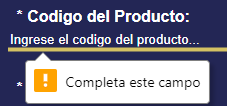 * Codigo del Producto:
Ingrese el codigo del producto...
! Completa este campo
*